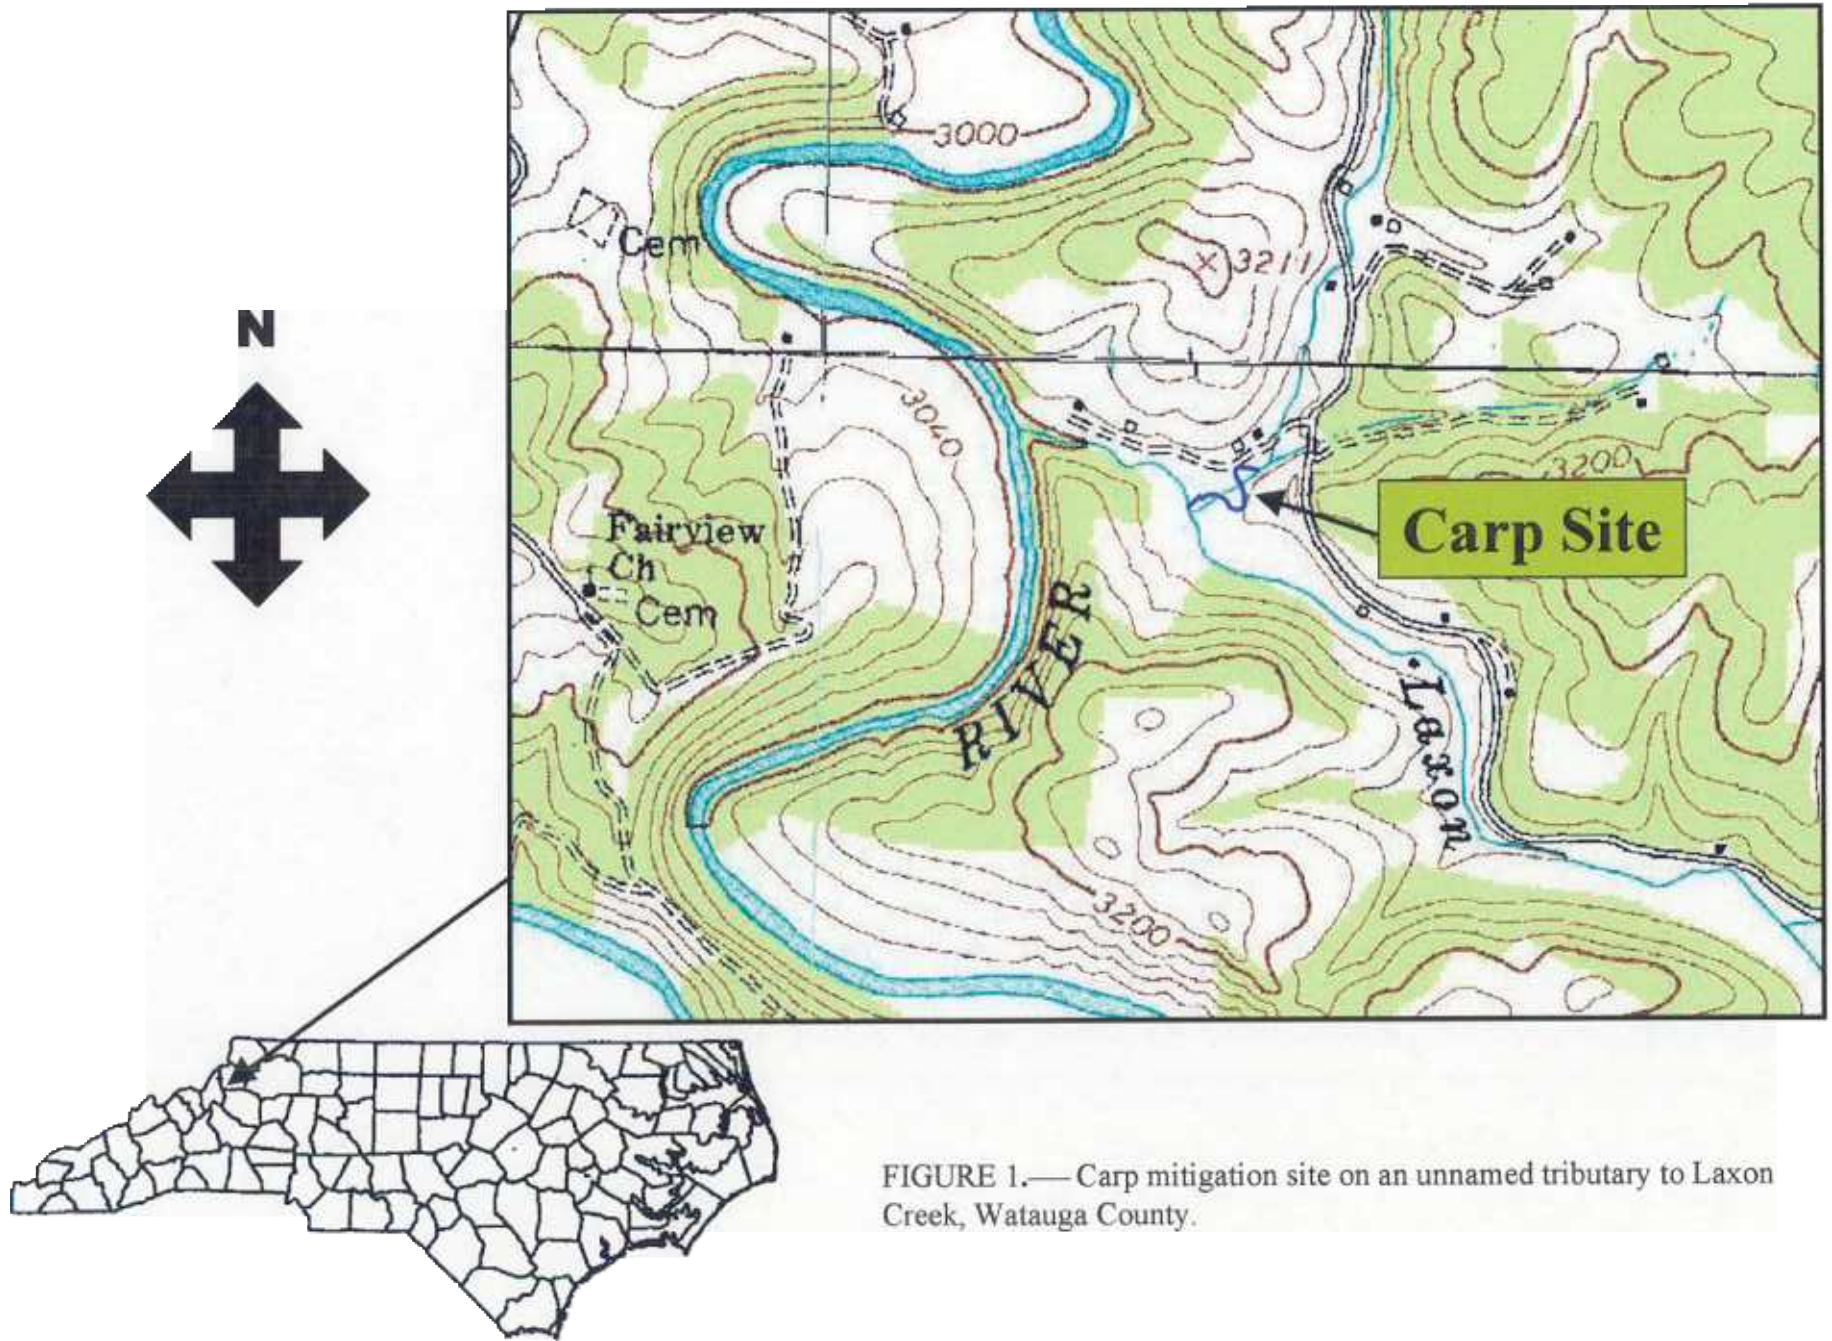 3000
Cem
× 3211
N
3040
3200
Carp Site
Fairview
Ch
Cem
RIVER
Laxon
3200
FIGURE 1.— Carp mitigation site on an unnamed tributary to Laxon
Creek, Watauga County.